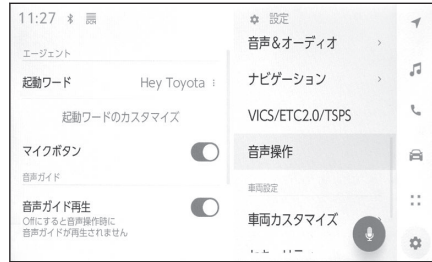 11:27
エージェント
起動ワード Hey Toyota
起動ワードのカスタマイズ
マイクボタン
音声ガイド
音声ガイド再生
Offにすると音声操作時に
音声ガイドが再生されません
設定
音声&オーディオ
ナビゲーション
VICS/ETC2.0/TSPS
音声操作
車両設定
車両カスタマイズ